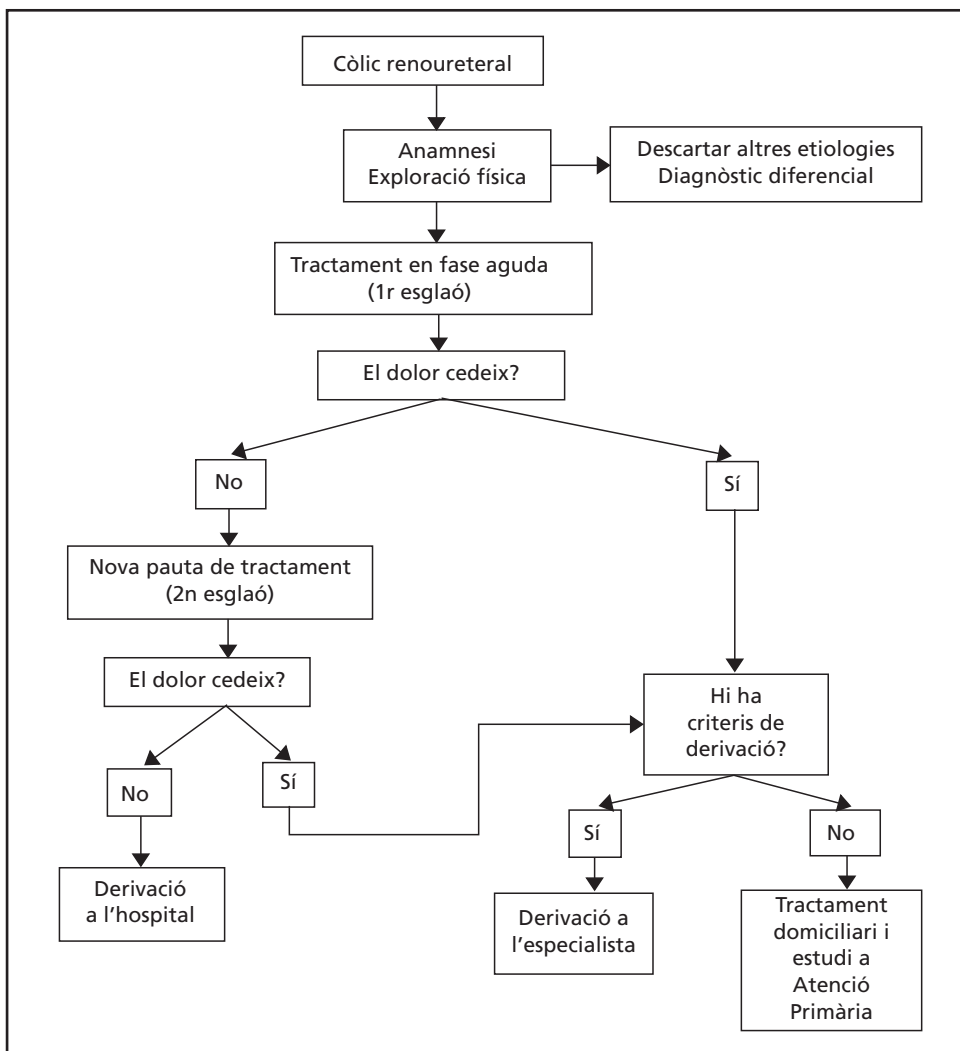 Còlic renoureteral
Anamnesi
Exploració física
Descartar altres etiologies
Diagnòstic diferencial
Tractament en fase aguda
(1r esglaó)
El dolor cedeix?
No
Sí
Nova pauta de tractament
(2n esglaó)
El dolor cedeix?
Hi ha
criteris de
derivació?
No
Sí
Sí
No
Derivació
a l’hospital
Derivació a
l’especialista
Tractament
domiciliari i
estudi a
Atenció
Primària